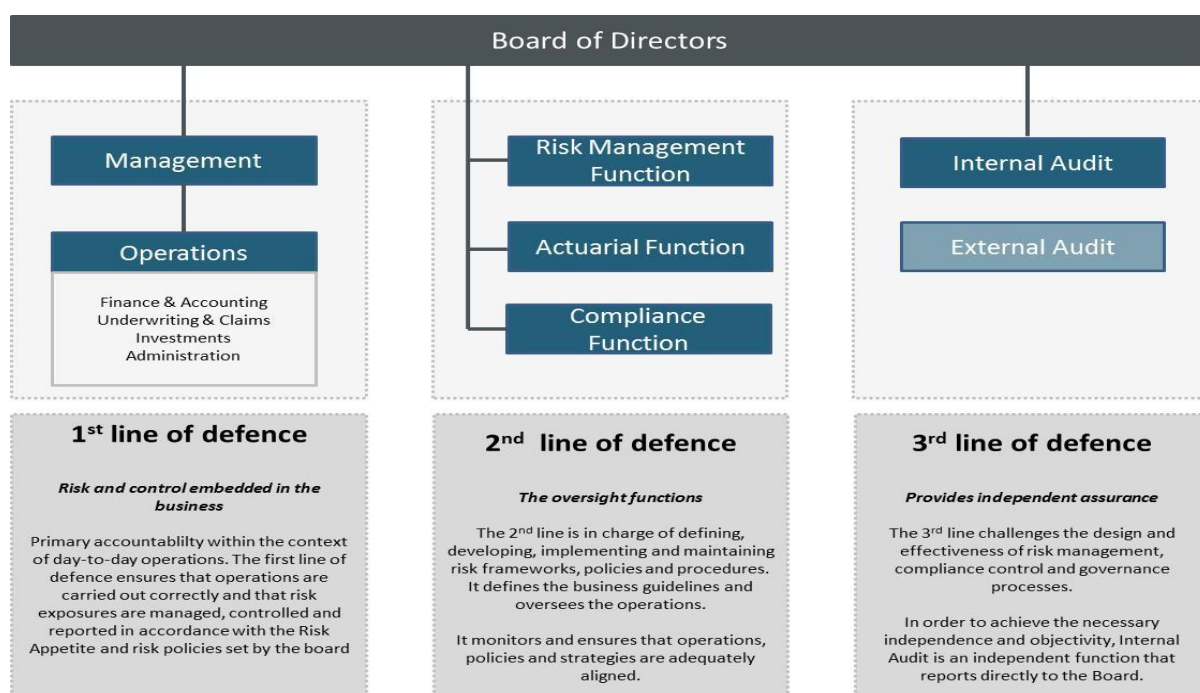 Board of Directors
Management
Operations
Finance & Accounting
Underwriting & Claims
Investments
Administration
Risk Management
Function
Actuarial Function
Compliance
Function
Internal Audit
External Audit
1st line of defence
Risk and control embedded in the
business
Primary accountablilty within the context
of day-to-day operations. The first line of
defence ensures that operations are
carried out correctly and that risk
exposures are managed, controlled and
reported in accordance with the Risk
Appetite and risk policies set by the board
2nd line of defence
The oversight functions
The 2nd line is in charge of defining,
developing, implementing and maintaining
risk frameworks, policies and procedures.
It defines the business guidelines and
oversees the operations.
It monitors and ensures that operations,
policies and strategies are adequately
aligned.
3rd line of defence
Provides independent assurance
The 3rd line challenges the design and
effectiveness of risk management,
compliance control and governance
processes.
In order to achieve the necessary
independence and objectivity, Internal
Audit is an independent function that
reports directly to the Board.